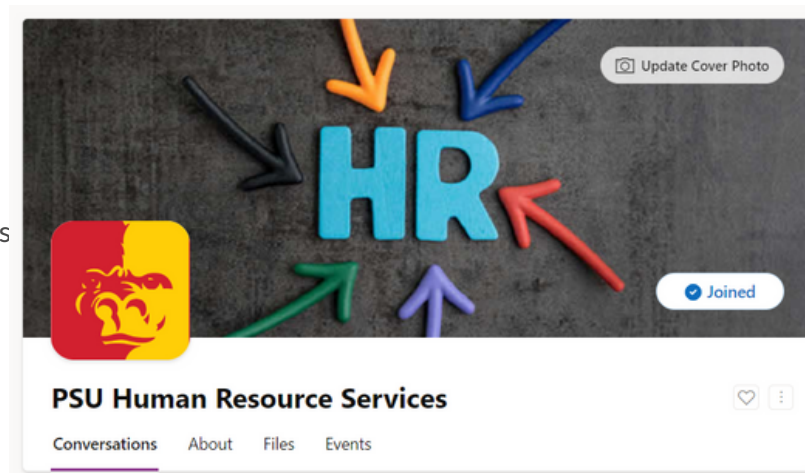 Update Cover Photo
HR
s
Joined
PSU Human Resource Services
Conversations About Files Events